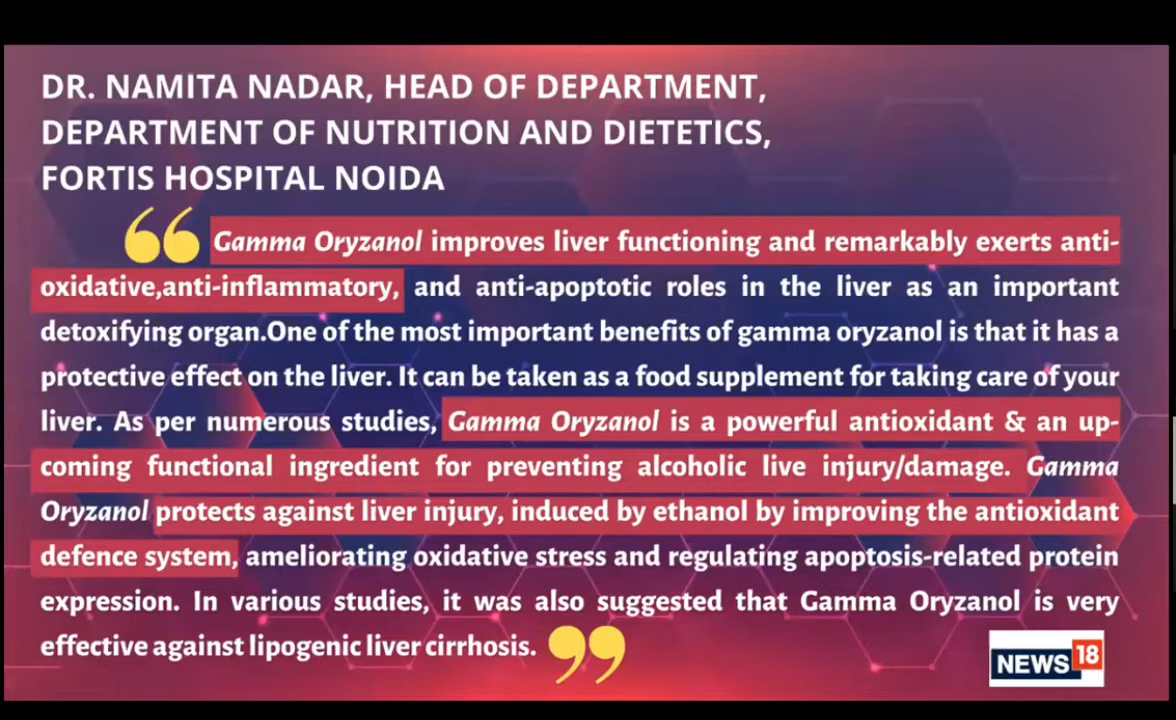 DR. NAMITA NADAR, HEAD OF DEPARTMENT,
DEPARTMENT OF NUTRITION AND DIETETICS,
FORTIS HOSPITAL NOIDA
“ Gamma Oryzanol improves liver functioning and remarkably exerts anti-
oxidative,anti-inflammatory, and anti-apoptotic roles in the liver as an important
detoxifying organ.One of the most important benefits of gamma oryzanol is that it has a
protective effect on the liver. It can be taken as a food supplement for taking care of your
liver. As per numerous studies, Gamma Oryzanol is a powerful antioxidant & an up-
coming functional ingredient for preventing alcoholic live injury/damage. Gamma
Oryzanol protects against liver injury, induced by ethanol by improving the antioxidant
defence system, ameliorating oxidative stress and regulating apoptosis-related protein
expression. In various studies, it was also suggested that Gamma Oryzanol is very
effective against lipogenic liver cirrhosis. ”
NEWS 18